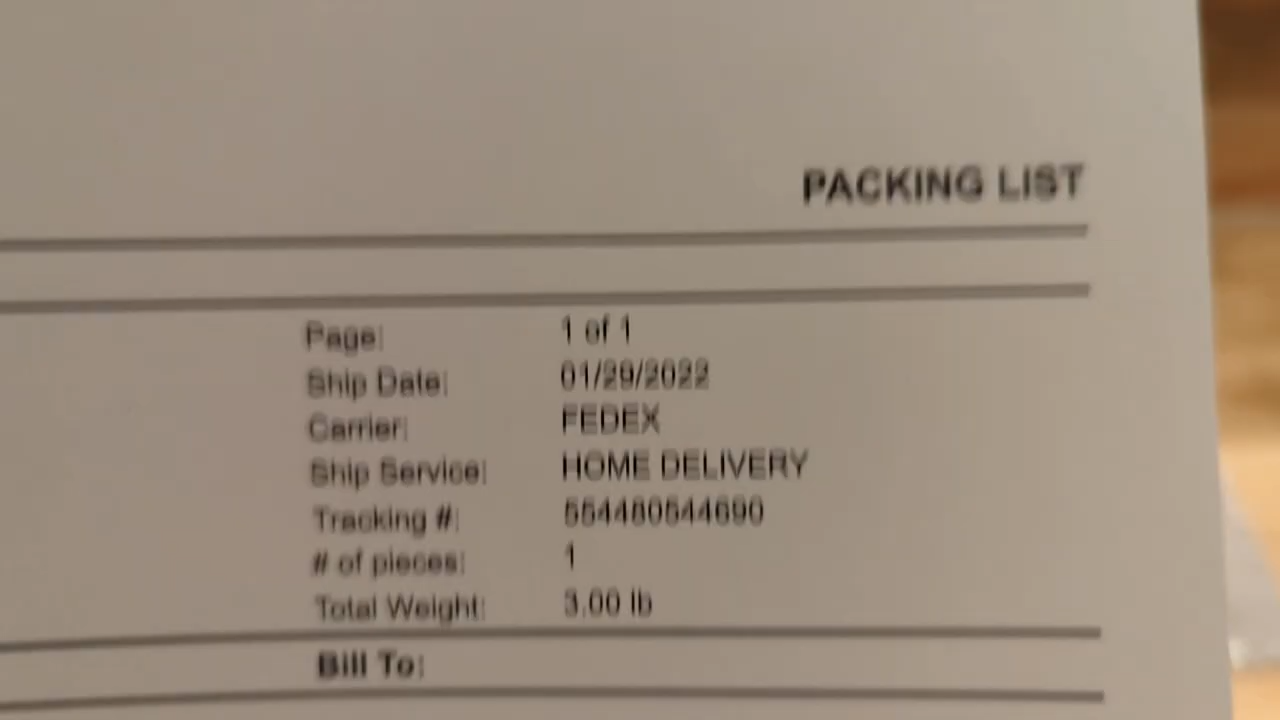 PACKING LIST
Page: 1 of 1
Ship Date: 01/29/2022
Carrier: FEDEX
Ship Service: HOME DELIVERY
Tracking #: 554480544690
# of pieces: 1
Total Weight: 3.00 lb
Bill To: